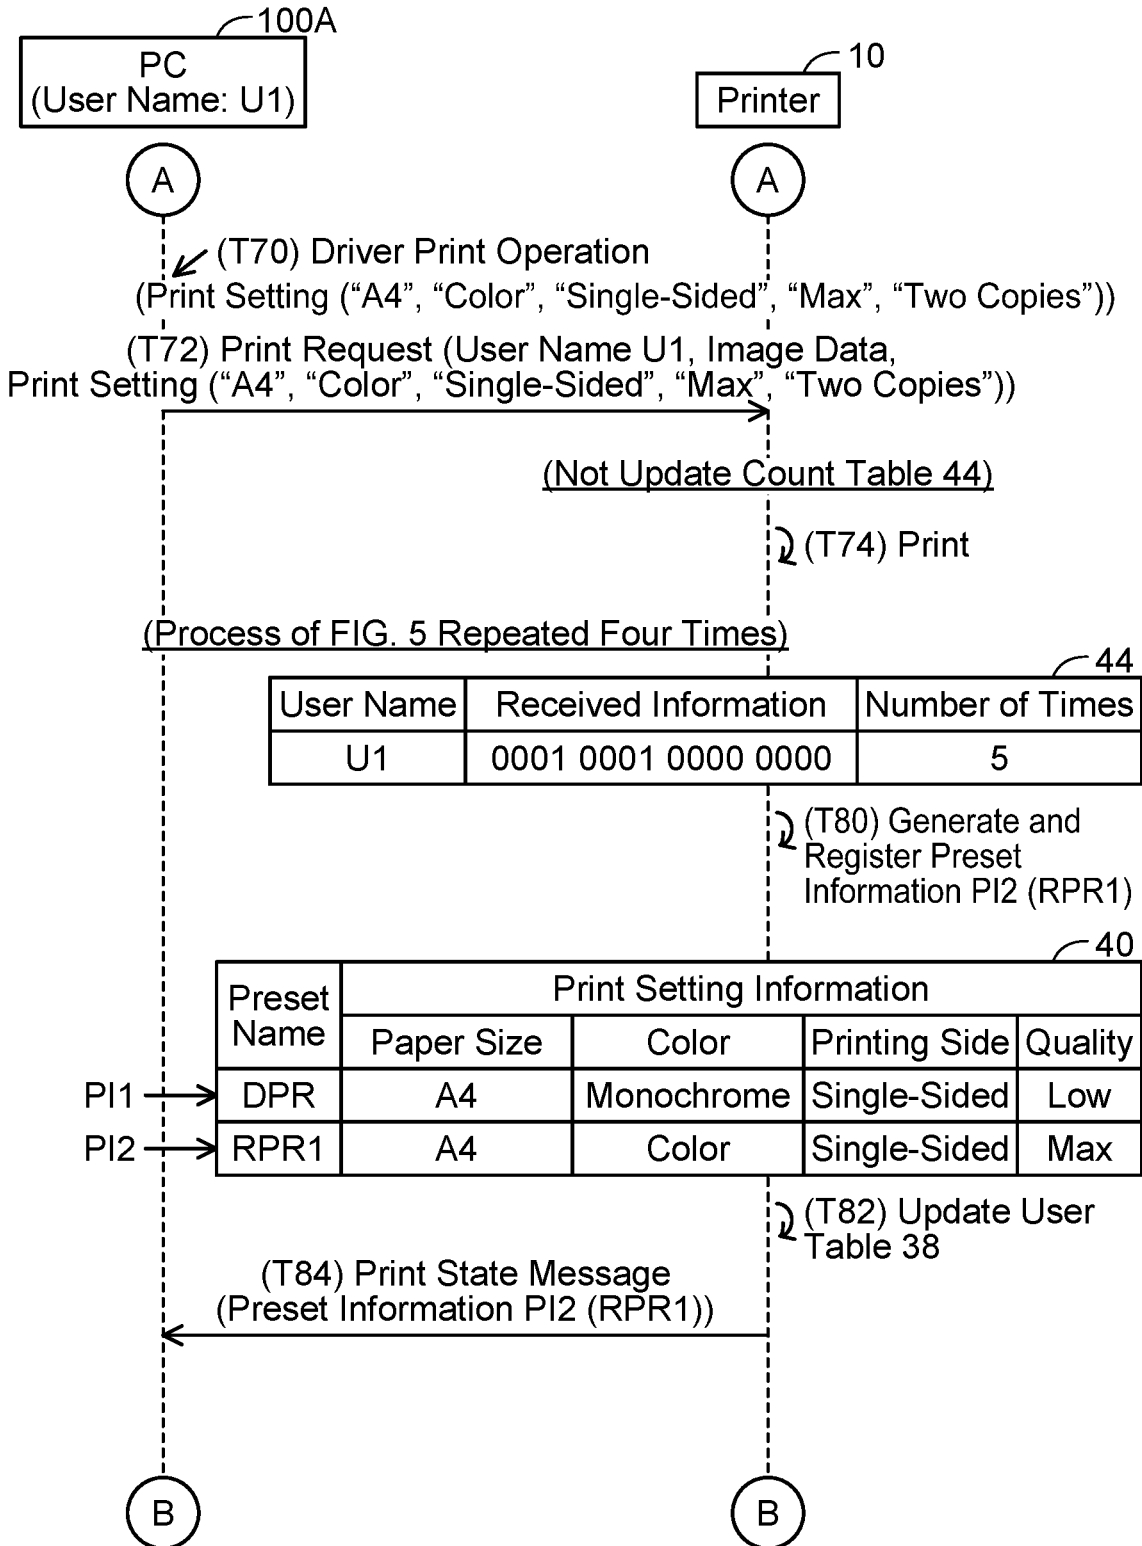 100A
PC
(User Name: U1)
10
Printer
A
A
(T70) Driver Print Operation
(Print Setting (“A4”, “Color”, “Single-Sided”, “Max”, “Two Copies”))
(T72) Print Request (User Name U1, Image Data,
Print Setting (“A4”, “Color”, “Single-Sided”, “Max”, “Two Copies”))
(Not Update Count Table 44)
(T74) Print
(Process of FIG. 5 Repeated Four Times)
44
User Name Received Information Number of Times
U1 0001 0001 0000 0000 5
(T80) Generate and
Register Preset
Information PI2 (RPR1)
40
Preset
Name
Print Setting Information
Paper Size Color Printing Side Quality
PI1 DPR A4 Monochrome Single-Sided Low
PI2 RPR1 A4 Color Single-Sided Max
(T82) Update User
Table 38
(T84) Print State Message
(Preset Information PI2 (RPR1))
B
B